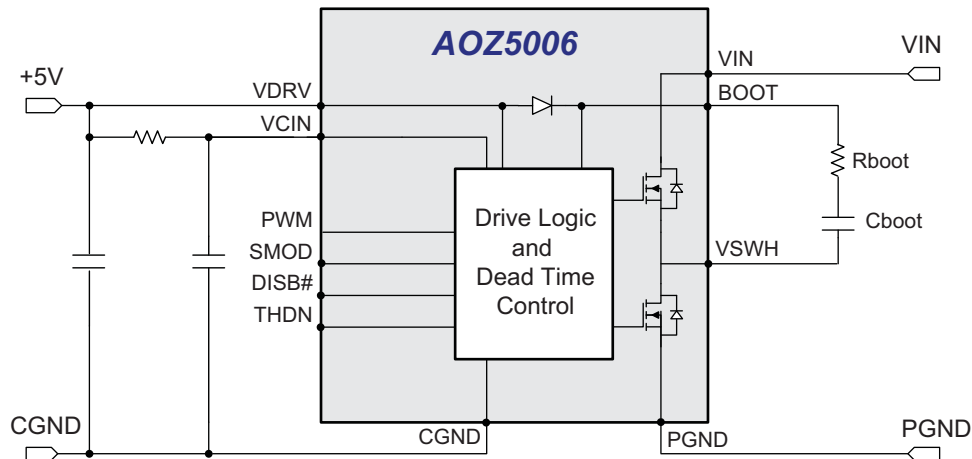 AOZ5006
VIN
VIN
+5V
VDRV
BOOT
VCIN
Rboot
Cboot
PWM
SMOD
DISB#
THDN
Drive Logic
and
Dead Time
Control
VSWH
CGND
CGND
PGND
PGND